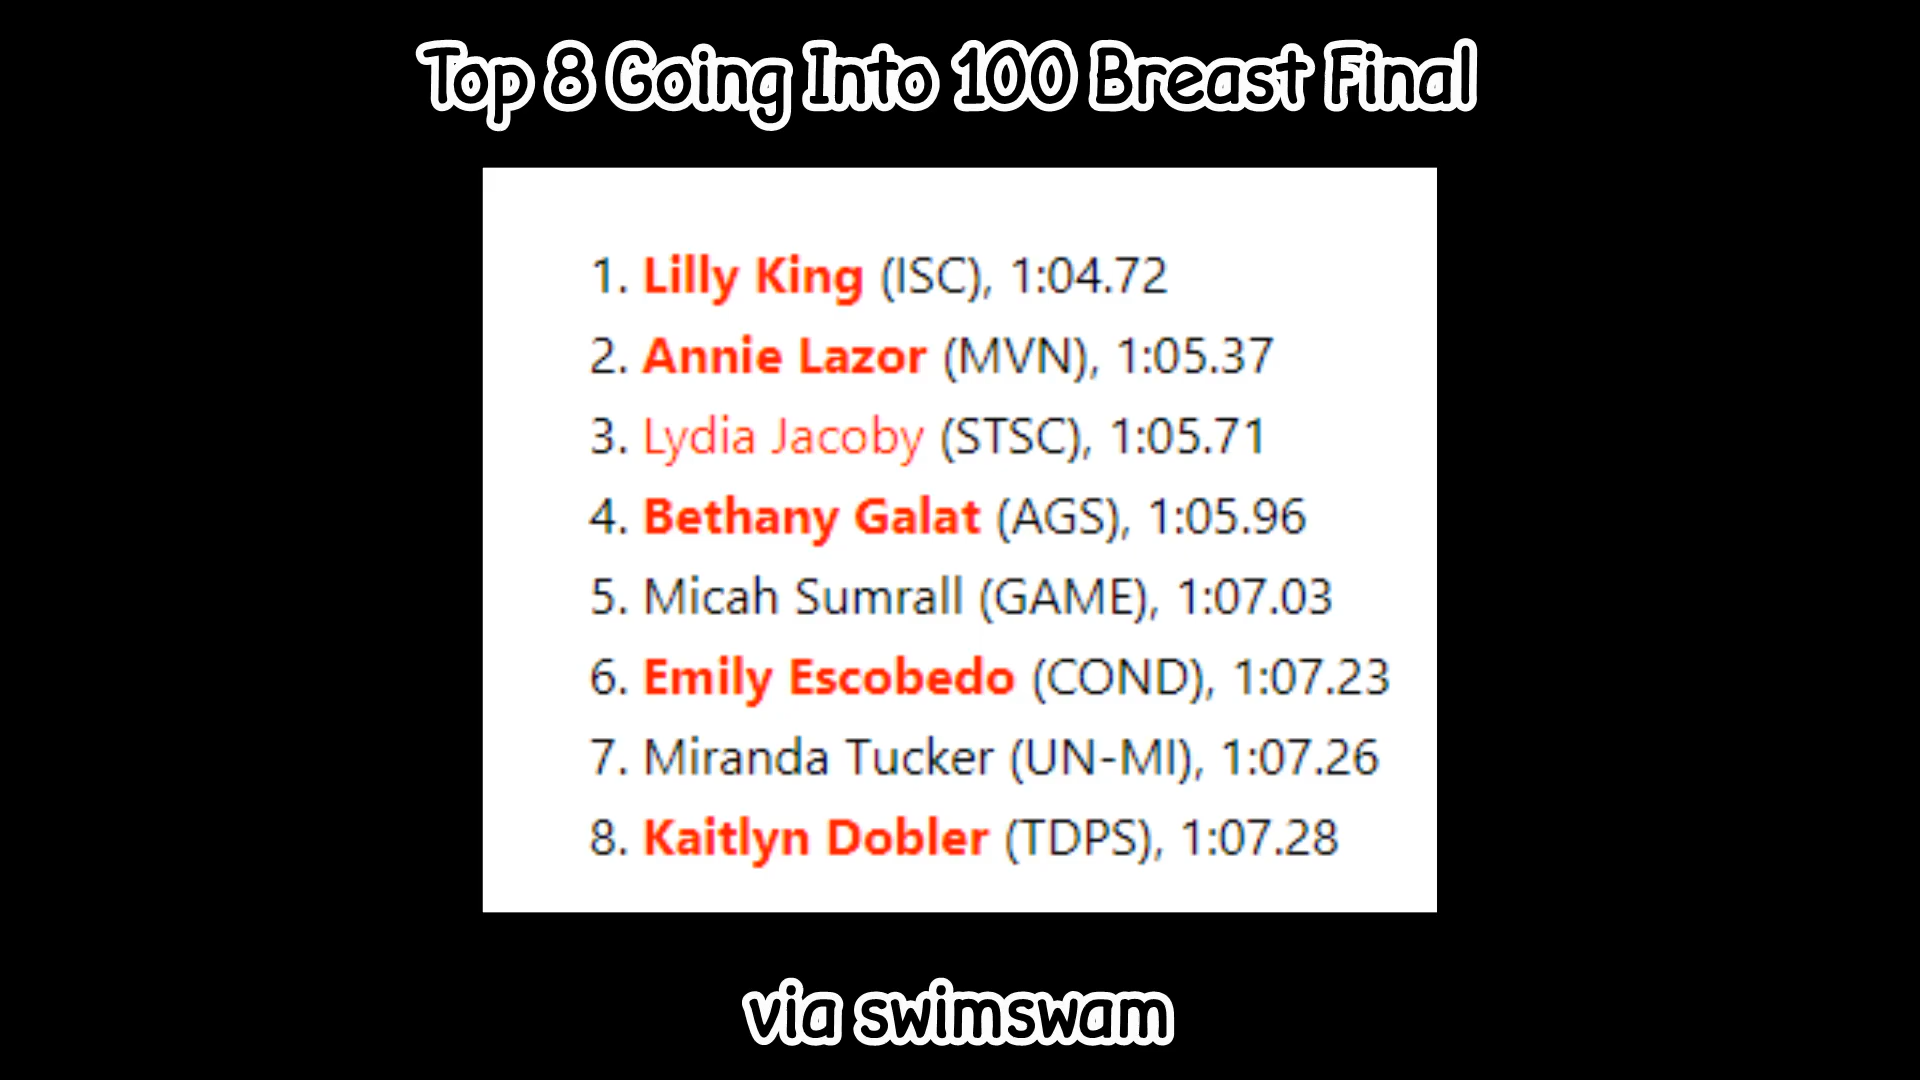 Top 8 Going Into 100 Breast Final
1. Lilly King (ISC), 1:04.72
2. Annie Lazor (MVN), 1:05.37
3. Lydia Jacoby (STSC), 1:05.71
4. Bethany Galat (AGS), 1:05.96
5. Micah Sumrall (GAME), 1:07.03
6. Emily Escobedo (COND), 1:07.23
7. Miranda Tucker (UN-MI), 1:07.26
8. Kaitlyn Dobler (TDPS), 1:07.28
via swimswam